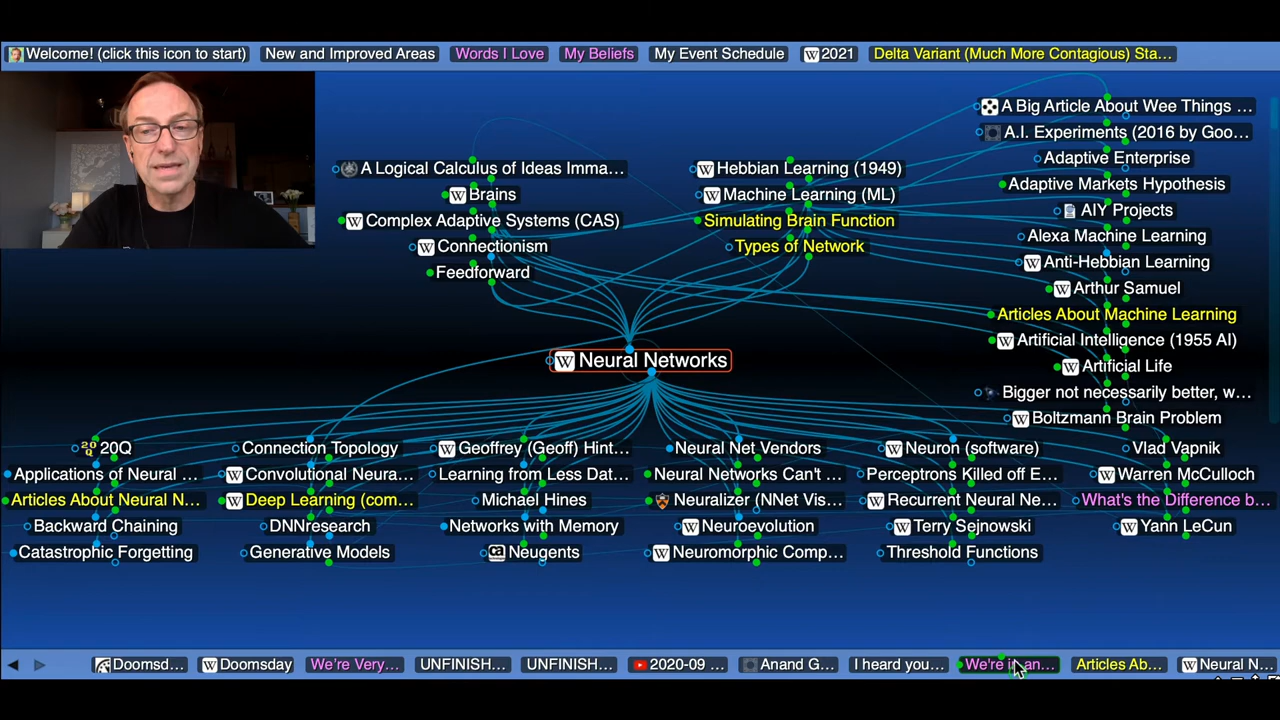 Welcome! (click this icon to start) New and Improved Areas Words I Love My Beliefs My Event Schedule W 2021 Delta Variant (Much More Contagious) Sta...
A Logical Calculus of Ideas Imma...
W Brains
W Complex Adaptive Systems (CAS)
W Connectionism
Feedforward
W Hebbian Learning (1949)
W Machine Learning (ML)
Simulating Brain Function
Types of Network
A Big Article About Wee Things ...
A.I. Experiments (2016 by Goo...
Adaptive Enterprise
Adaptive Markets Hypothesis
AIY Projects
Alexa Machine Learning
W Anti-Hebbian Learning
W Arthur Samuel
Articles About Machine Learning
W Artificial Intelligence (1955 AI)
W Artificial Life
Bigger not necessarily better, w...
W Boltzmann Brain Problem
W Neural Networks
20Q
Applications of Neural ...
Articles About Neural N...
Backward Chaining
Catastrophic Forgetting
Connection Topology
W Convolutional Neura...
W Deep Learning (com...
DNNresearch
Generative Models
W Geoffrey (Geoff) Hint...
Learning from Less Dat...
Michael Hines
Networks with Memory
ca Neugents
Neural Net Vendors
Neural Networks Can't ...
Neuralizer (NNet Vis...
W Neuroevolution
W Neuromorphic Comp...
W Neuron (software)
Perceptrons Killed off E...
W Recurrent Neural Ne...
W Terry Sejnowski
Threshold Functions
Vlad Vapnik
W Warren McCulloch
What's the Difference b...
W Yann LeCun
Doomsd... W Doomsday We're Very... UNFINISH... UNFINISH... 2020-09 ... Anand G... I heard you... We're in an... Articles Ab... W Neural N...